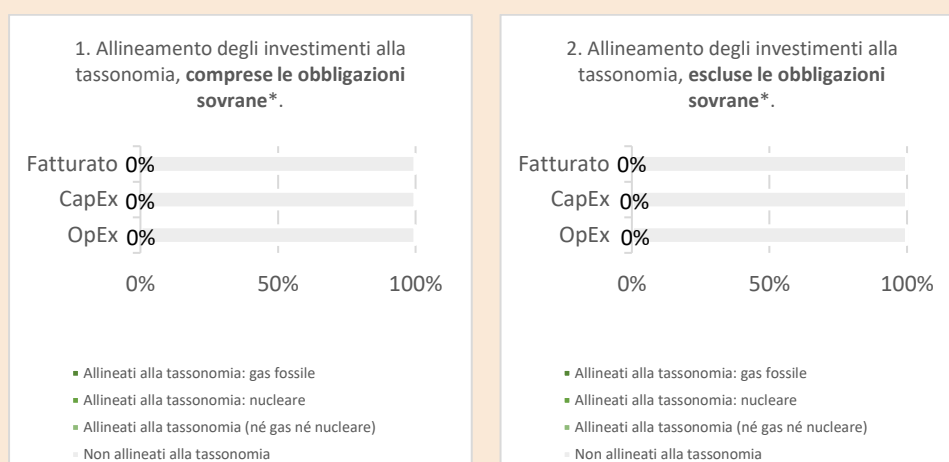 1. Allineamento degli investimenti alla
tassonomia, comprese le obbligazioni
sovrane*.
Fatturato 0%
CapEx 0%
OpEx 0%
0% 50% 100%
▪ Allineati alla tassonomia: gas fossile
▪ Allineati alla tassonomia: nucleare
▪ Allineati alla tassonomia (né gas né nucleare)
▪ Non allineati alla tassonomia
2. Allineamento degli investimenti alla
tassonomia, escluse le obbligazioni
sovrane*.
Fatturato 0%
CapEx 0%
OpEx 0%
0% 50% 100%
▪ Allineati alla tassonomia: gas fossile
▪ Allineati alla tassonomia: nucleare
▪ Allineati alla tassonomia (né gas né nucleare)
▪ Non allineati alla tassonomia